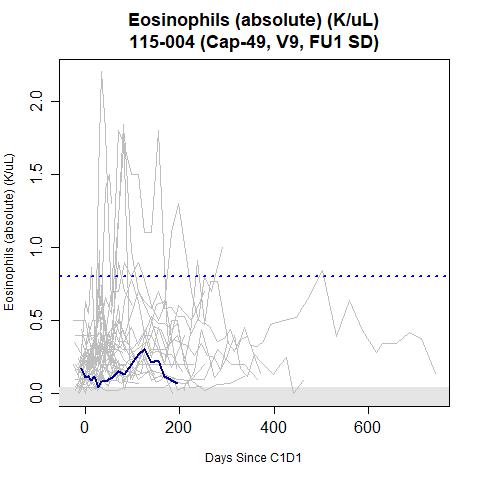 Eosinophils (absolute) (K/uL)
115-004 (Cap-49, V9, FU1 SD)
Eosinophils (absolute) (K/uL)
2.0
1.5
1.0
0.5
0.0
0 200 400 600
Days Since C1D1